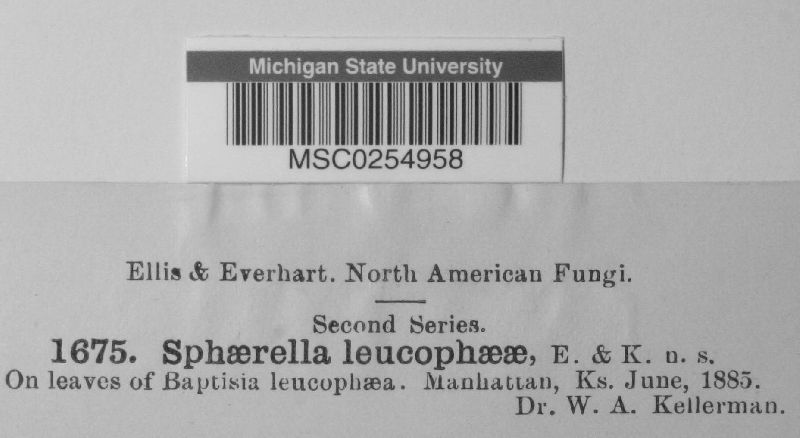 Michigan State University
MSC0254958
Ellis & Everhart. North American Fungi.
Second Series.
1675. Sphærella leucophææ, E. & K. n. s.
On leaves of Baptisia leucophæa. Manhattan, Ks. June, 1885.
Dr. W. A. Kellerman.